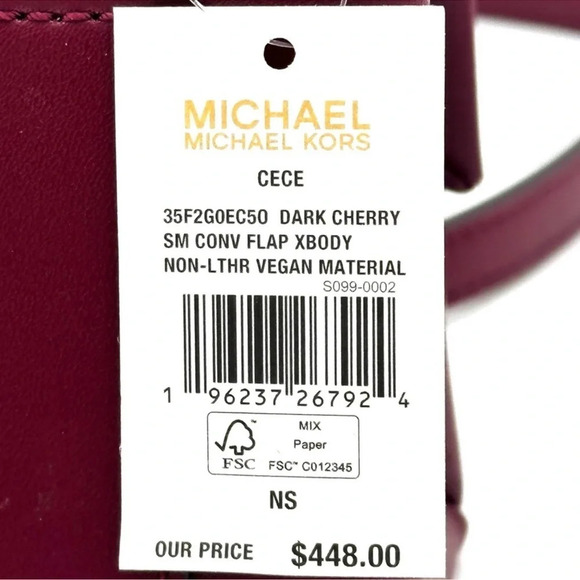 MICHAEL
MICHAEL KORS
CECE
35F2G0EC5O DARK CHERRY
SM CONV FLAP XBODY
NON-LTHR VEGAN MATERIAL
S099-0002
1 96237 26792 4
FSC
MIX
Paper
FSC™ C012345
NS
OUR PRICE $448.00